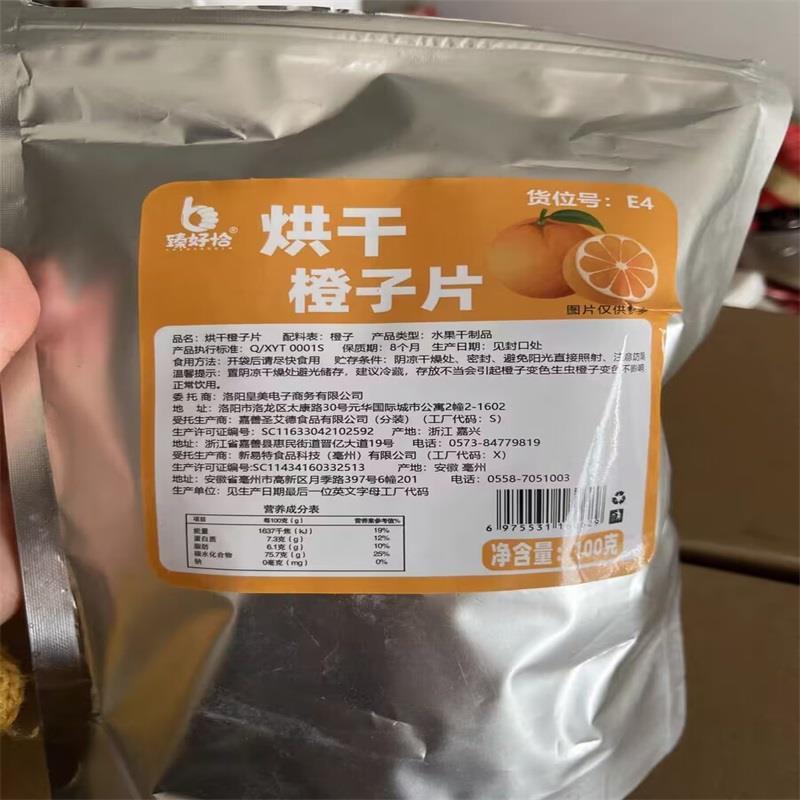 货位号：E4
臻好恰®
烘干
橙子片
图片仅供参考
品名：烘干橙子片 配料表：橙子 产品类型：水果干制品
产品执行标准：Q/XYT 0001S 保质期：8个月 生产日期：见封口处
食用方法：开袋后请尽快食用 贮存条件：阴凉干燥处、密封、避免阳光直接照射、注意防潮
温馨提示：置阴凉干燥处避光储存，建议冷藏，存放不当会引起橙子变色生虫橙子变色不影响
正常饮用。
委 托 商：洛阳皇美电子商务有限公司
地 址：洛阳市洛龙区太康路30号元华国际城市公寓2幢2-1602
受托生产商：嘉善圣艾德食品有限公司（分装）（工厂代码：S）
生产许可证编号：SC11633042102592 产地：浙江 嘉兴
地址：浙江省嘉善县惠民街道晋亿大道19号 电话：0573-84779819
受托生产商：新易特食品科技（亳州）有限公司 （工厂代码：X）
生产许可证编号:SC11434160332513 产地：安徽 亳州
地址：安徽省亳州市高新区月季路397号6幢201 电话：0558-7051003
生产单位：见生产日期最后一位英文字母工厂代码
营养成分表
项目 每100克（g） 营养素参考值%
能量 1637千焦（kJ） 19%
蛋白质 7.3克（g） 12%
脂肪 6.1克（g） 10%
碳水化合物 75.7克（g） 25%
钠 0毫克（mg） 0%
6 975531
净含量：100克